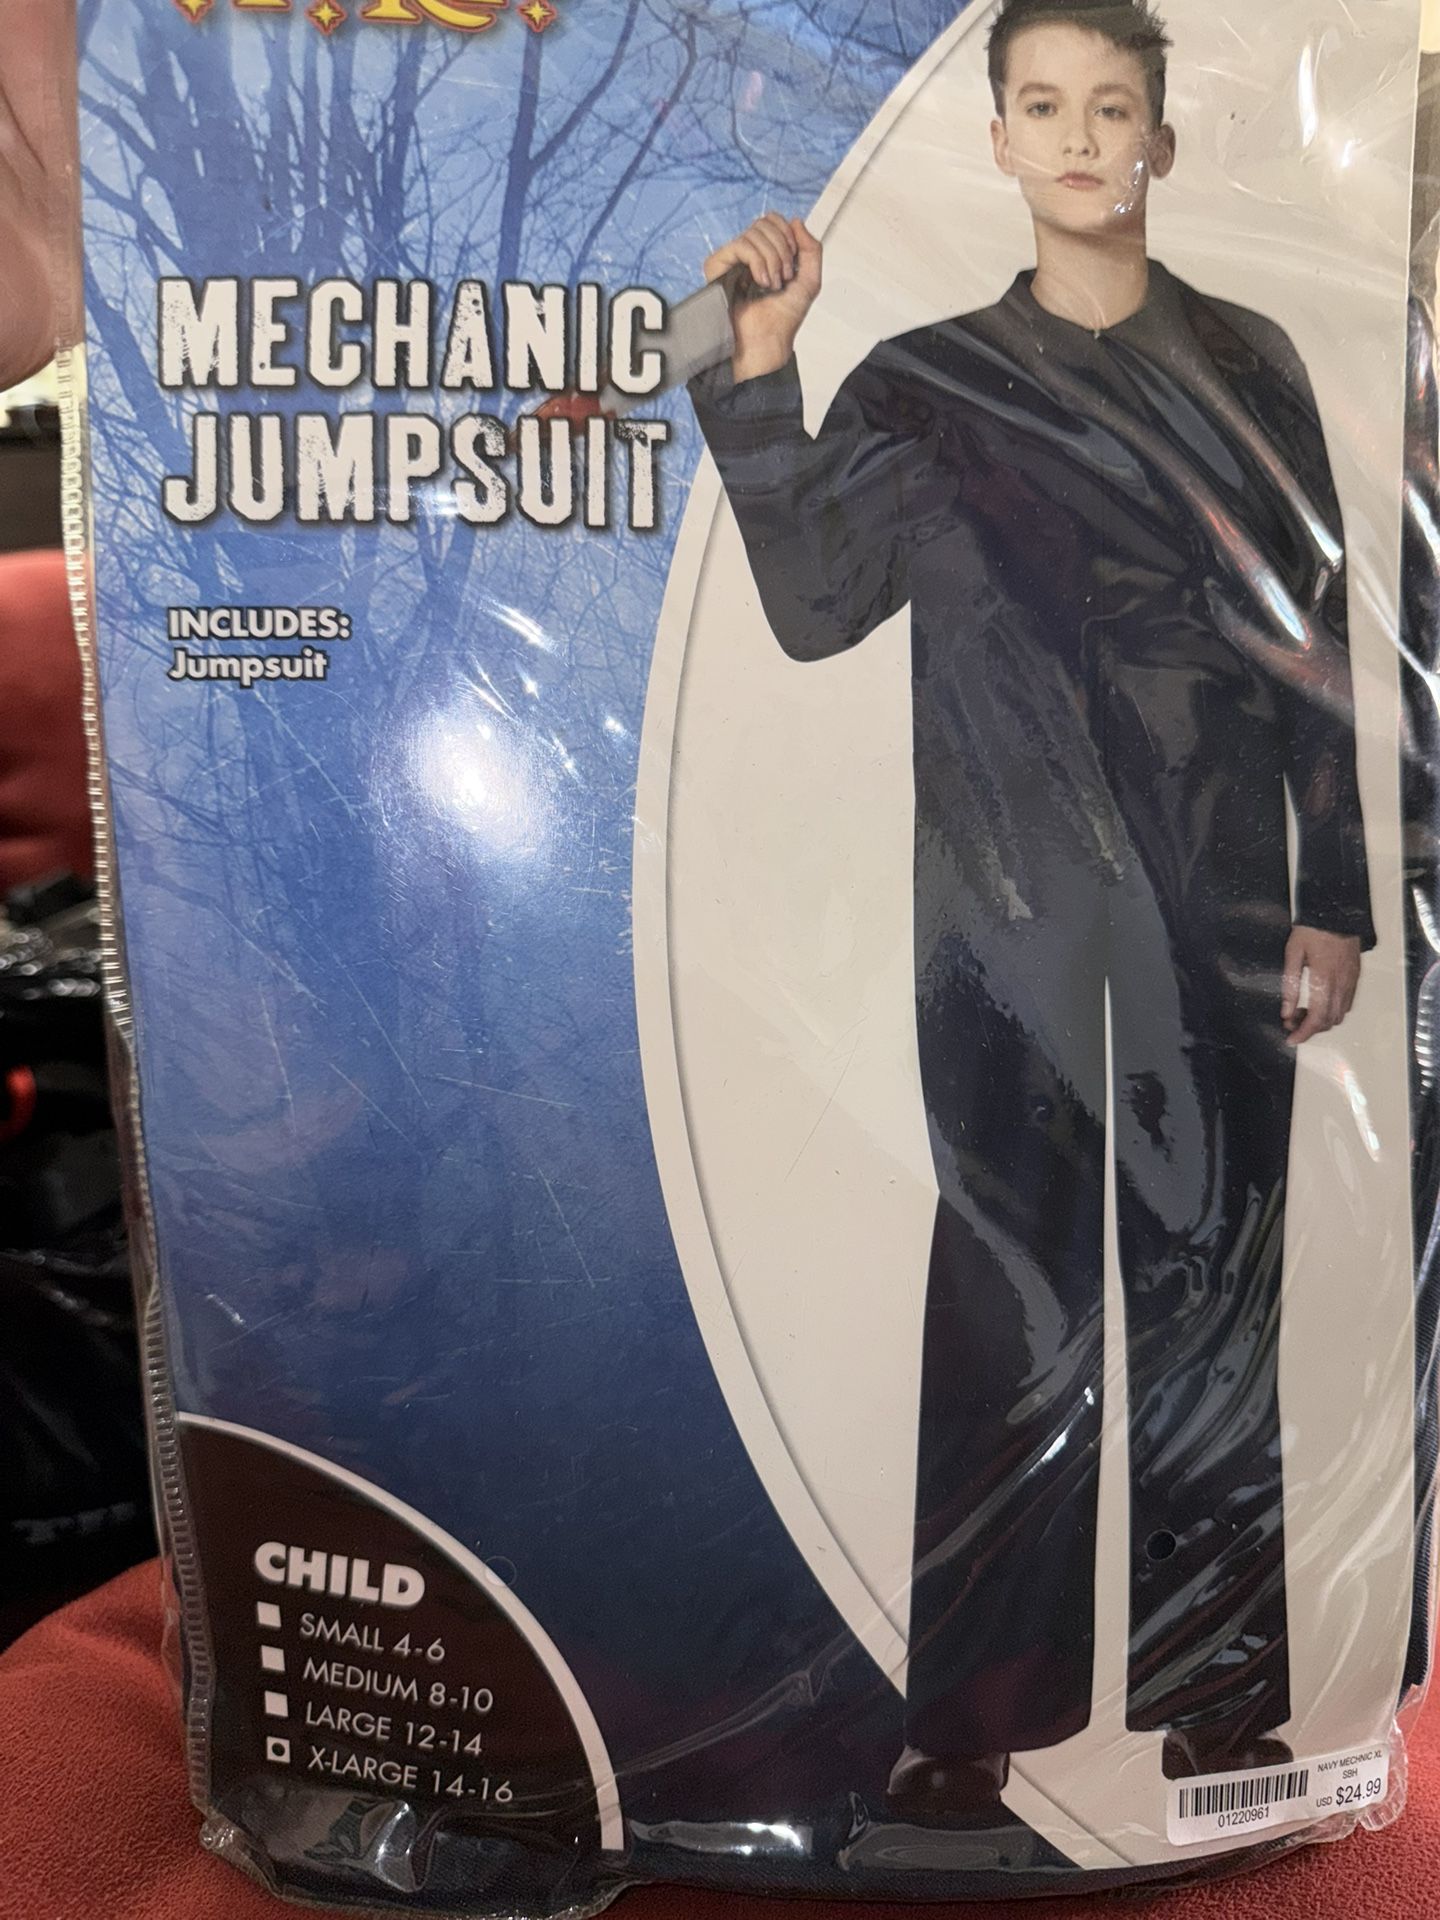 MECHANIC
JUMPSUIT
INCLUDES:
Jumpsuit
CHILD
SMALL 4-6
MEDIUM 8-10
LARGE 12-14
X-LARGE 14-16
NAVY MECHNIC XL
SBH
USD $24.99
01220961